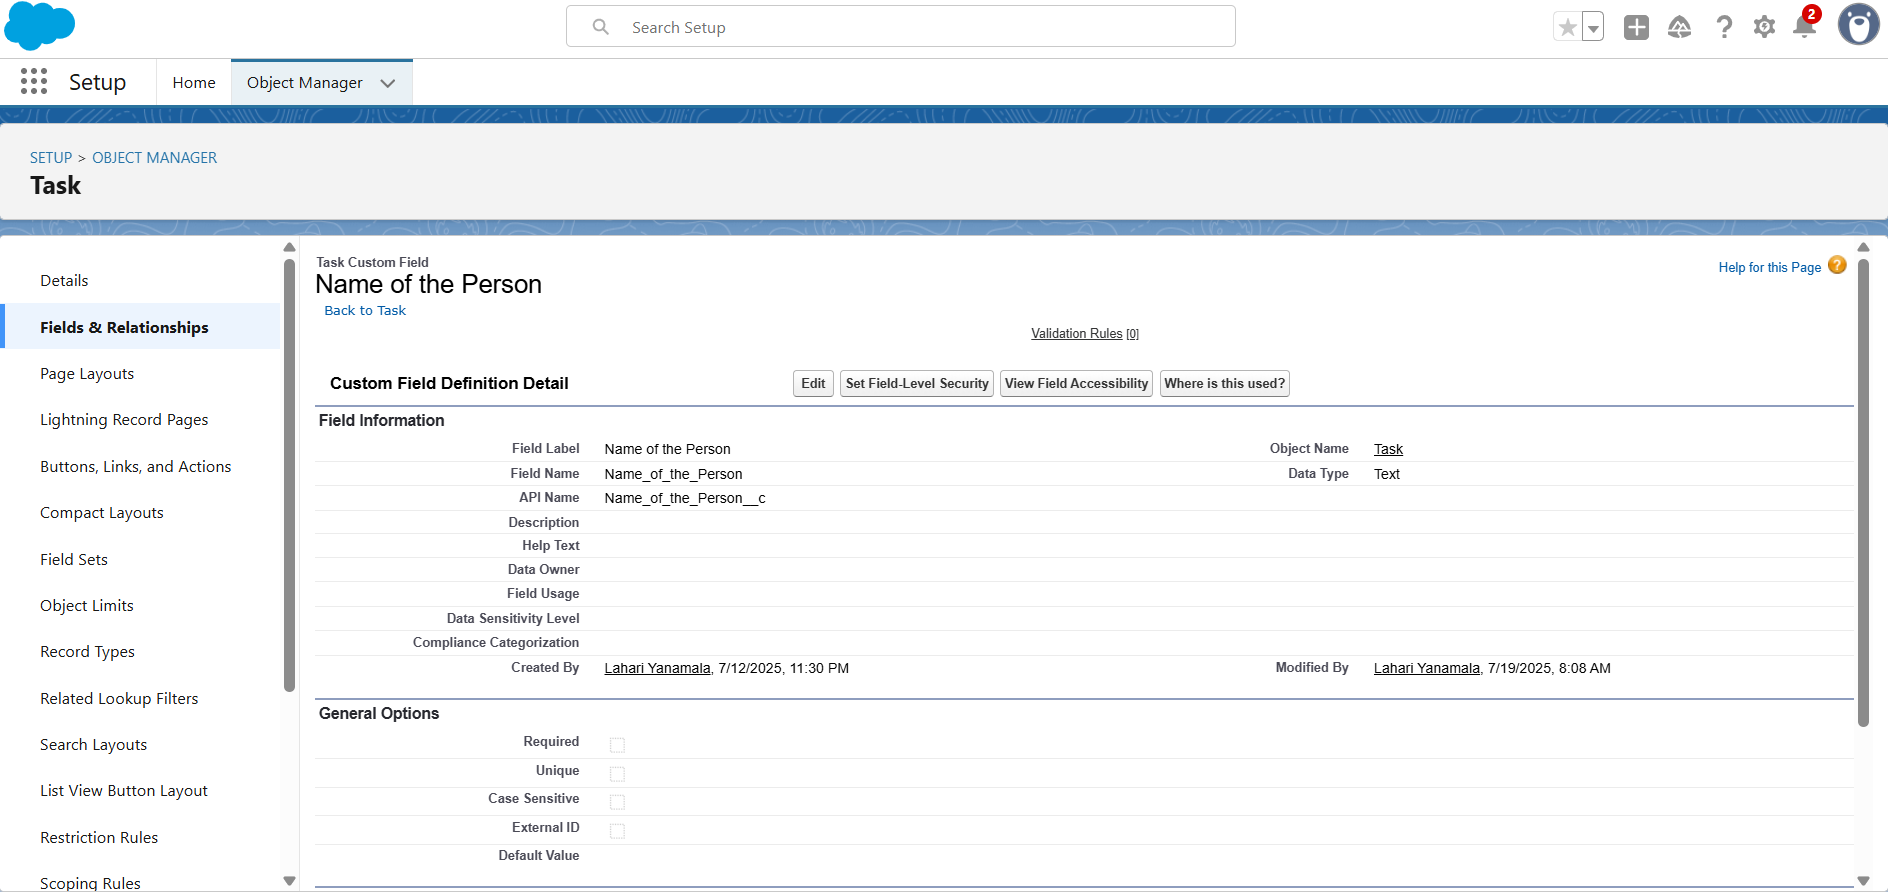 Search Setup
2
Setup
Home
Object Manager
SETUP > OBJECT MANAGER
Task
Details
Fields & Relationships
Page Layouts
Lightning Record Pages
Buttons, Links, and Actions
Compact Layouts
Field Sets
Object Limits
Record Types
Related Lookup Filters
Search Layouts
List View Button Layout
Restriction Rules
Scoping Rules
Task Custom Field
Name of the Person
Back to Task
Help for this Page ?
Validation Rules [0]
Custom Field Definition Detail
Edit
Set Field-Level Security
View Field Accessibility
Where is this used?
Field Information
Field Label Name of the Person Object Name Task
Field Name Name_of_the_Person Data Type Text
API Name Name_of_the_Person__c
Description
Help Text
Data Owner
Field Usage
Data Sensitivity Level
Compliance Categorization
Created By Lahari Yanamala, 7/12/2025, 11:30 PM Modified By Lahari Yanamala, 7/19/2025, 8:08 AM
General Options
Required
Unique
Case Sensitive
External ID
Default Value